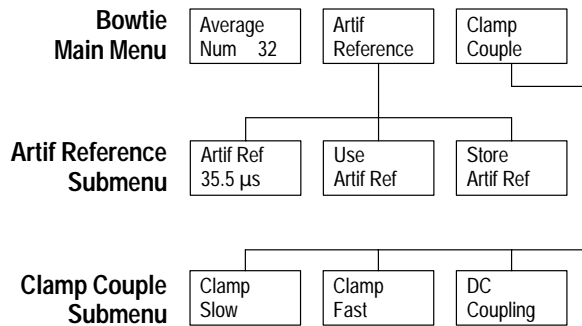 Bowtie
Main Menu
Average
Num 32
Artif
Reference
Clamp
Couple
Artif Reference
Submenu
Artif Ref
35.5 µs
Use
Artif Ref
Store
Artif Ref
Clamp Couple
Submenu
Clamp
Slow
Clamp
Fast
DC
Coupling